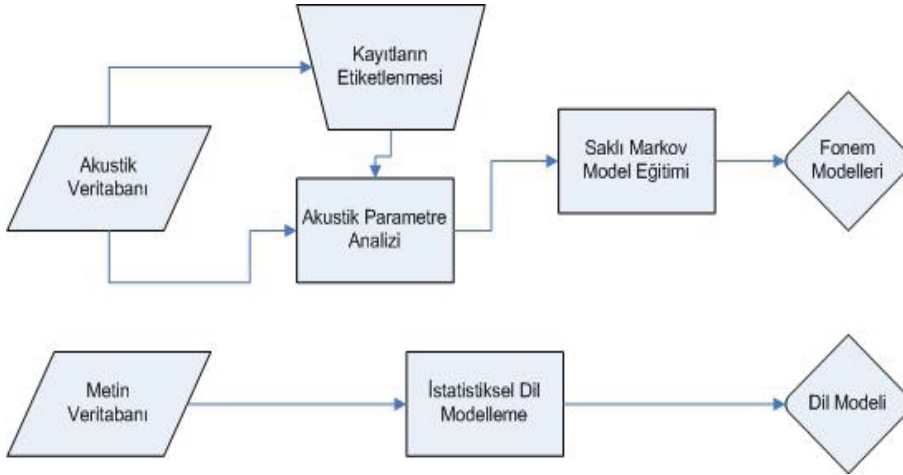 Kayıtların
Etiketlenmesi
Akustik
Veritabanı
Akustik Parametre
Analizi
Saklı Markov
Model Eğitimi
Fonem
Modelleri
Metin
Veritabanı
İstatistiksel Dil
Modelleme
Dil Modeli